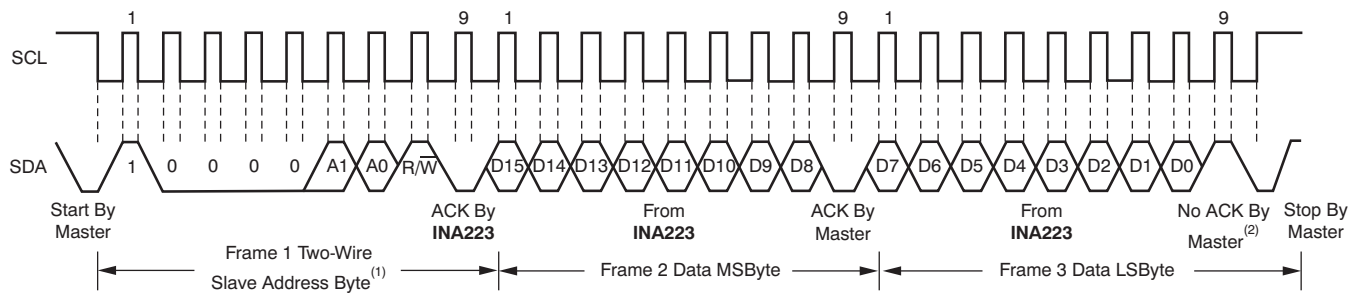 1 9 1 9 1 9
SCL
SDA 1 0 0 0 0 A1 A0 R/W̅ D15 D14 D13 D12 D11 D10 D9 D8 D7 D6 D5 D4 D3 D2 D1 D0
Start By
Master
ACK By
INA223
From
INA223
ACK By
Master
From
INA223
No ACK By
Master(2)
Stop By
Master
Frame 1 Two-Wire
Slave Address Byte(1)
Frame 2 Data MSByte
Frame 3 Data LSByte